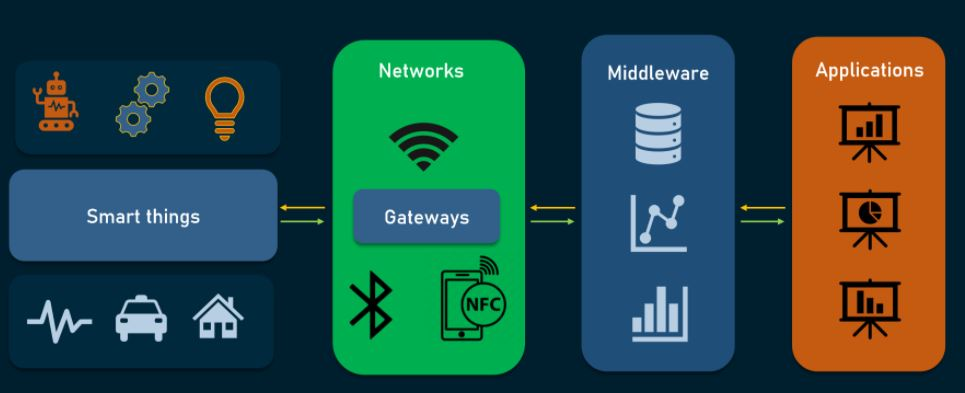 Networks
Middleware
Applications
Smart things
Gateways
NFC